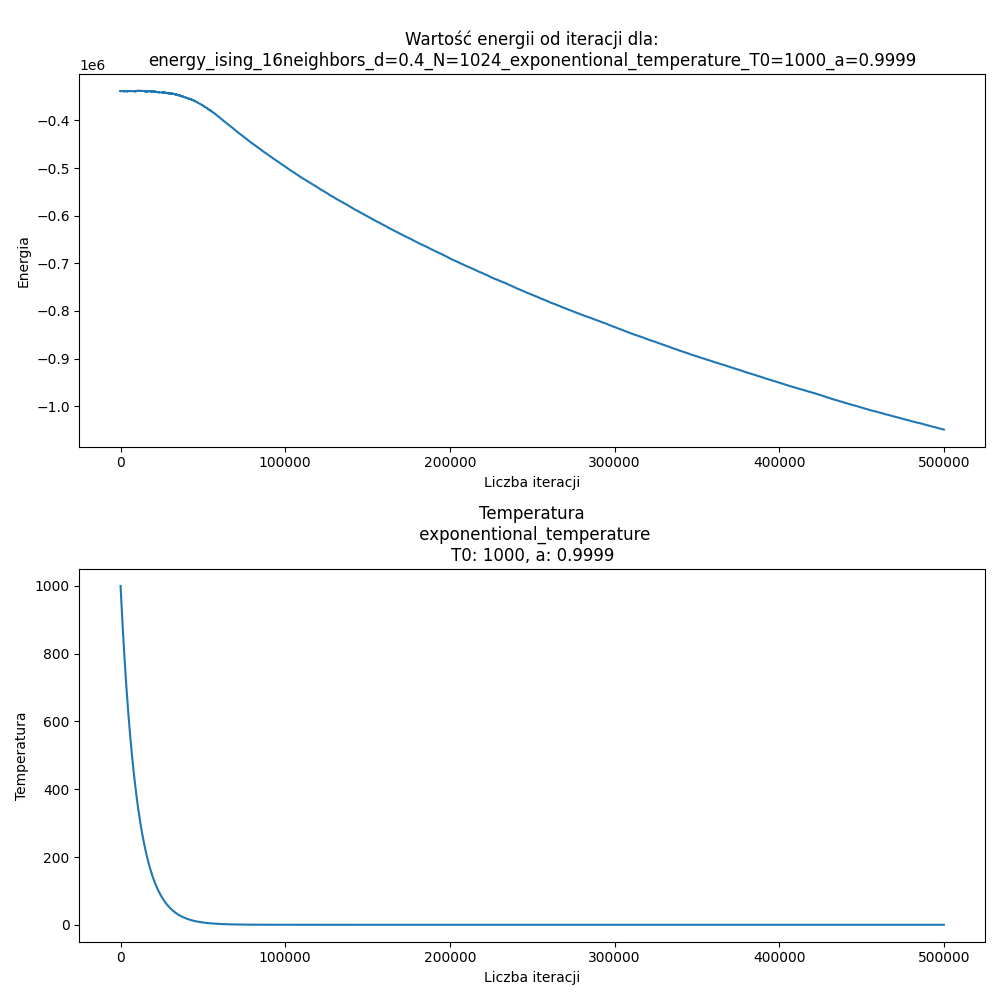 Wartość energii od iteracji dla:
energy_ising_16neighbors_d=0.4_N=1024_exponentional_temperature_T0=1000_a=0.9999
1e6
−0.4
−0.5
−0.6
−0.7
−0.8
−0.9
−1.0
Energia
0 100000 200000 300000 400000 500000
Liczba iteracji
Temperatura
exponentional_temperature
T0: 1000, a: 0.9999
1000
800
600
400
200
0
Temperatura
0 100000 200000 300000 400000 500000
Liczba iteracji